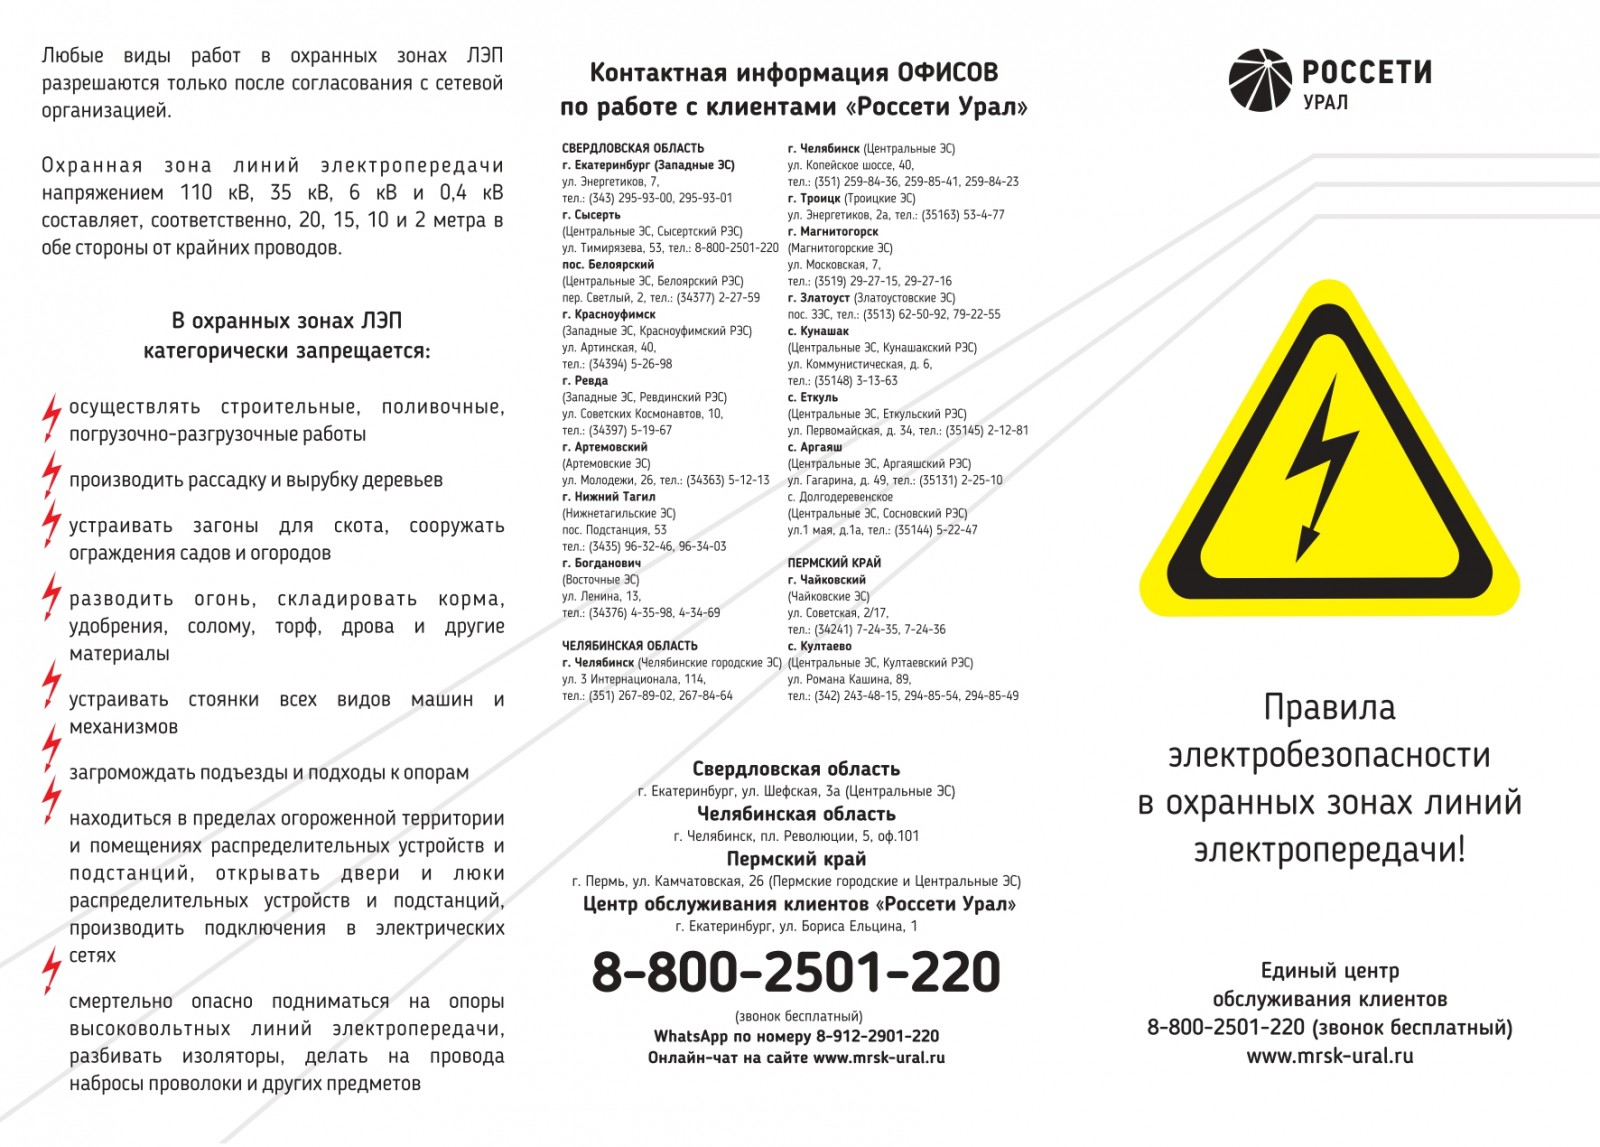 Любые виды работ в охранных зонах ЛЭП
разрешаются только после согласования с сетевой
организацией.
Охранная зона линий электропередачи
напряжением 110 кВ, 35 кВ, 6 кВ и 0,4 кВ
составляет, соответственно, 20, 15, 10 и 2 метра в
обе стороны от крайних проводов.
В охранных зонах ЛЭП
категорически запрещается:
осуществлять строительные, поливочные,
погрузочно-разгрузочные работы
производить рассадку и вырубку деревьев
устраивать загоны для скота, сооружать
ограждения садов и огородов
разводить огонь, складировать корма,
удобрения, солому, торф, дрова и другие
материалы
устраивать стоянки всех видов машин и
механизмов
загромождать подъезды и подходы к опорам
находиться в пределах огороженной территории
и помещениях распределительных устройств и
подстанций, открывать двери и люки
распределительных устройств и подстанций,
производить подключения в электрических
сетях
смертельно опасно подниматься на опоры
высоковольтных линий электропередачи,
разбивать изоляторы, делать на провода
набросы проволоки и других предметов
Контактная информация ОФИСОВ
по работе с клиентами «Россети Урал»
СВЕРДЛОВСКАЯ ОБЛАСТЬ
г. Екатеринбург (Западные ЭС)
ул. Энергетиков, 7,
тел.: (343) 295-93-00, 295-93-01
г. Сысерть
(Центральные ЭС, Сысертский РЭС)
ул. Тимирязева, 53, тел.: 8-800-2501-220
пос. Белоярский
(Центральные ЭС, Белоярский РЭС)
пер. Светлый, 2, тел.: (34377) 2-27-59
г. Красноуфимск
(Западные ЭС, Красноуфимский РЭС)
ул. Артинская, 40,
тел.: (34394) 5-26-98
г. Ревда
(Западные ЭС, Ревдинский РЭС)
ул. Советских Космонавтов, 10,
тел.: (34397) 5-19-67
г. Артемовский
(Артемовские ЭС)
ул. Молодежи, 26, тел.: (34363) 5-12-13
г. Нижний Тагил
(Нижнетагильские ЭС)
пос. Подстанция, 53
тел.: (3435) 96-32-46, 96-34-03
г. Богданович
(Восточные ЭС)
ул. Ленина, 13,
тел.: (34376) 4-35-98, 4-34-69
ЧЕЛЯБИНСКАЯ ОБЛАСТЬ
г. Челябинск (Челябинские городские ЭС)
ул. 3 Интернационала, 114,
тел.: (351) 267-89-02, 267-84-64
г. Челябинск (Центральные ЭС)
ул. Копейское шоссе, 40,
тел.: (351) 259-84-36, 259-85-41, 259-84-23
г. Троицк (Троицкие ЭС)
ул. Энергетиков, 2а, тел.: (35163) 53-4-77
г. Магнитогорск
(Магнитогорские ЭС)
ул. Московская, 7,
тел.: (3519) 29-27-15, 29-27-16
г. Златоуст (Златоустовские ЭС)
пос. ЗЭС, тел.: (3513) 62-50-92, 79-22-55
с. Кунашак
(Центральные ЭС, Кунашакский РЭС)
ул. Коммунистическая, д. 6,
тел.: (35148) 3-13-63
с. Еткуль
(Центральные ЭС, Еткульский РЭС)
ул. Первомайская, д. 34, тел.: (35145) 2-12-81
с. Аргаяш
(Центральные ЭС, Аргаяшский РЭС)
ул. Гагарина, д. 49, тел.: (35131) 2-25-10
с. Долгодеревенское
(Центральные ЭС, Сосновский РЭС)
ул.1 мая, д.1а, тел.: (35144) 5-22-47
ПЕРМСКИЙ КРАЙ
г. Чайковский
(Чайковские ЭС)
ул. Советская, 2/17,
тел.: (34241) 7-24-35, 7-24-36
с. Култаево
(Центральные ЭС, Култаевский РЭС)
ул. Романа Кашина, 89,
тел.: (342) 243-48-15, 294-85-54, 294-85-49
Свердловская область
г. Екатеринбург, ул. Шефская, 3а (Центральные ЭС)
Челябинская область
г. Челябинск, пл. Революции, 5, оф.101
Пермский край
г. Пермь, ул. Камчатовская, 26 (Пермские городские и Центральные ЭС)
Центр обслуживания клиентов «Россети Урал»
г. Екатеринбург, ул. Бориса Ельцина, 1
8-800-2501-220
(звонок бесплатный)
WhatsApp по номеру 8-912-2901-220
Онлайн-чат на сайте www.mrsk-ural.ru
РОССЕТИ
УРАЛ
Правила
электробезопасности
в охранных зонах линий
электропередачи!
Единый центр
обслуживания клиентов
8-800-2501-220 (звонок бесплатный)
www.mrsk-ural.ru